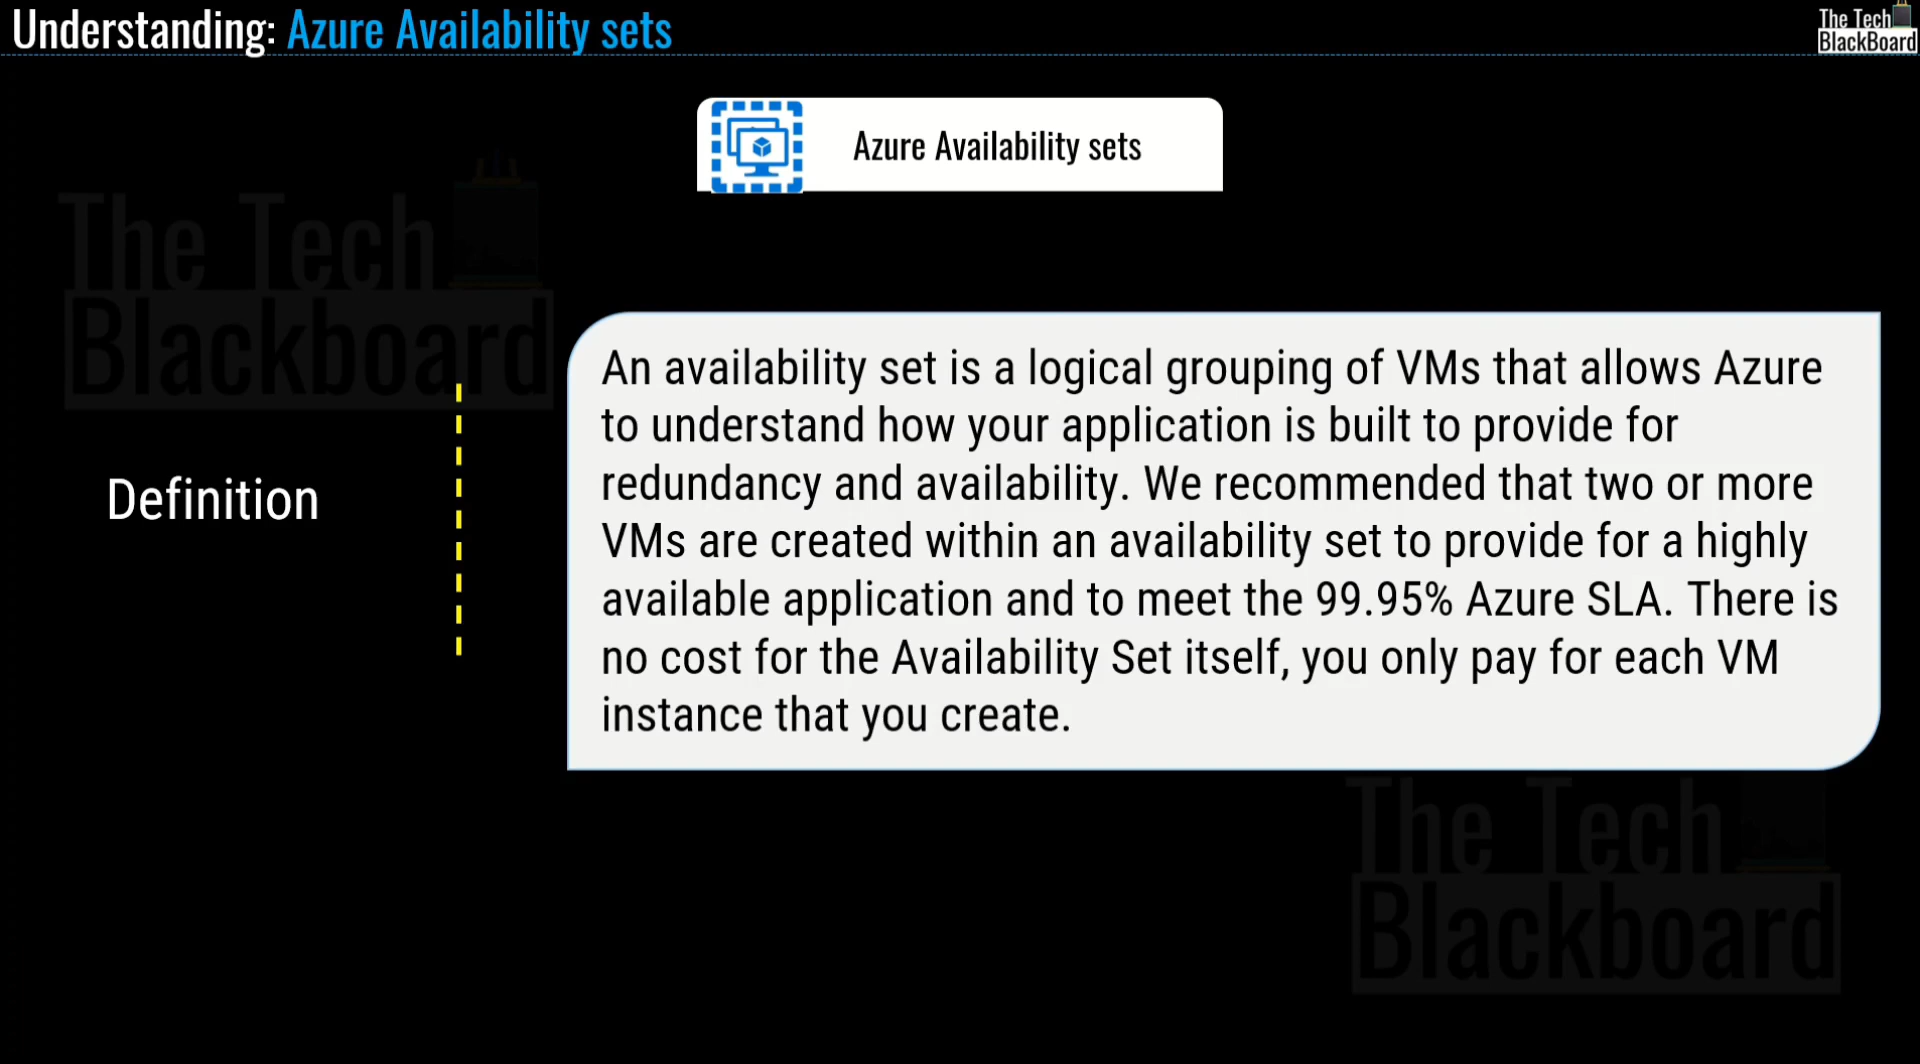 Understanding: Azure Availability sets
The Tech
BlackBoard
Azure Availability sets
The Tech
Blackboard
Definition
An availability set is a logical grouping of VMs that allows Azure
to understand how your application is built to provide for
redundancy and availability. We recommended that two or more
VMs are created within an availability set to provide for a highly
available application and to meet the 99.95% Azure SLA. There is
no cost for the Availability Set itself, you only pay for each VM
instance that you create.
The Tech
Blackboard